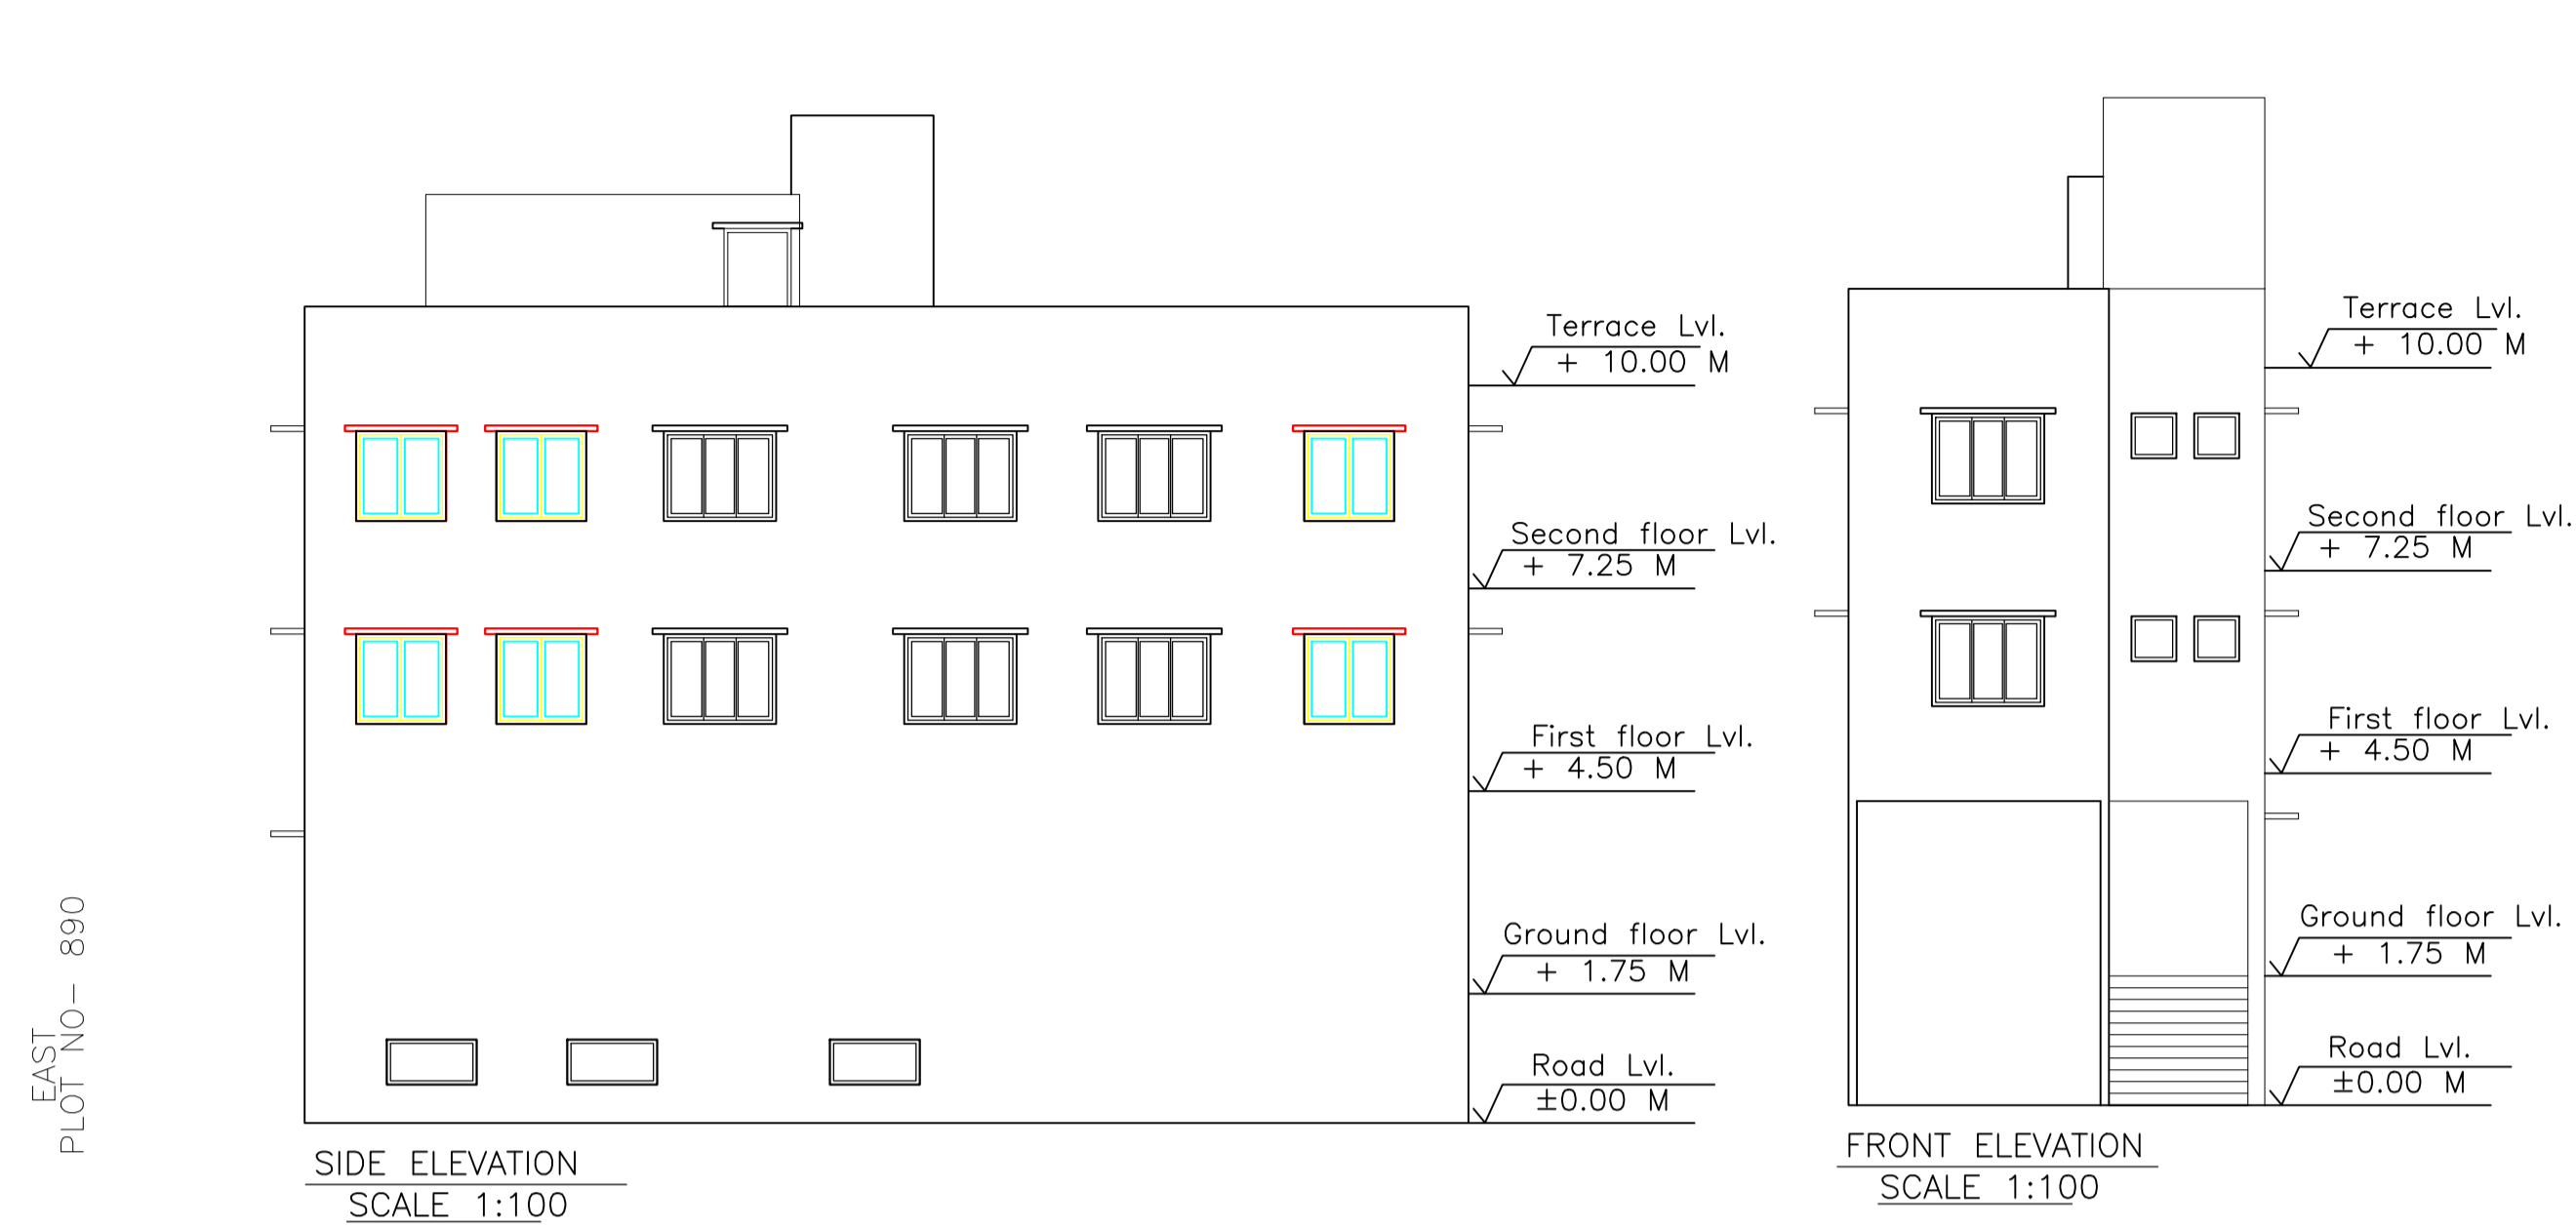 EAST
PLOT NO- 890
Terrace Lvl.
+ 10.00 M
Second floor Lvl.
+ 7.25 M
First floor Lvl.
+ 4.50 M
Ground floor Lvl.
+ 1.75 M
Road Lvl.
±0.00 M
SIDE ELEVATION
SCALE 1:100
Terrace Lvl.
+ 10.00 M
Second floor Lvl.
+ 7.25 M
First floor Lvl.
+ 4.50 M
Ground floor Lvl.
+ 1.75 M
Road Lvl.
±0.00 M
FRONT ELEVATION
SCALE 1:100